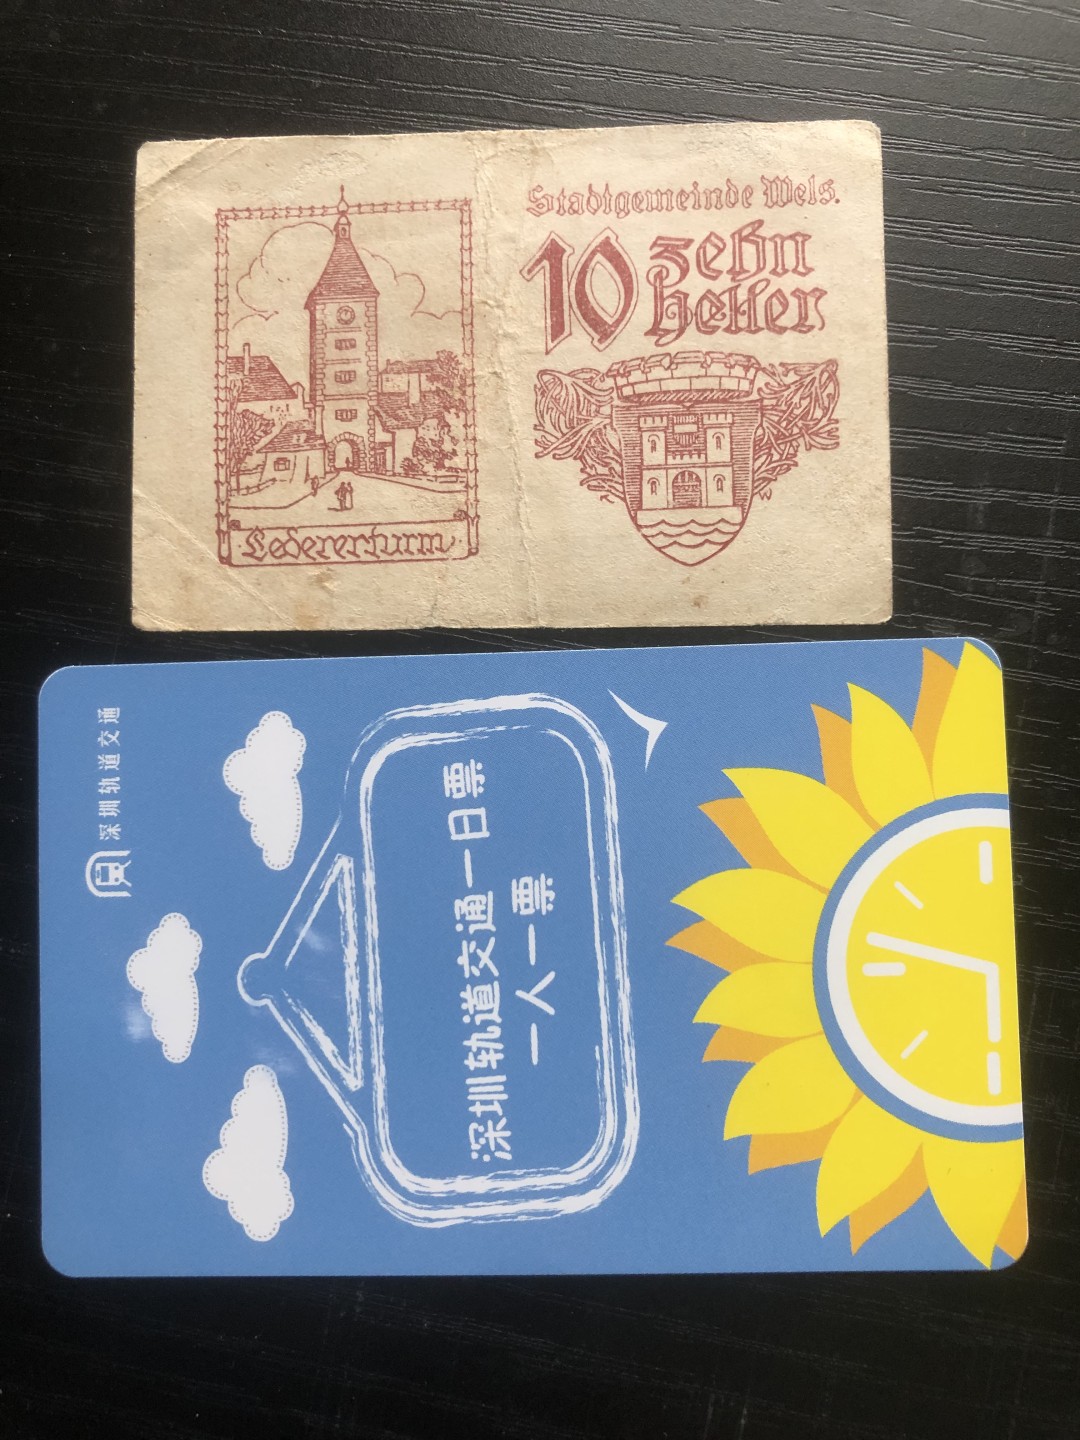 Stadtgemeinde Wels.
10 zehn
Heller
Ledererturm
深圳轨道交通
深圳轨道交通一日票
一人一票